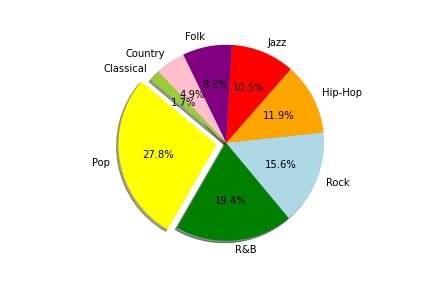 Folk
Jazz
Country
Classical
8.2%
10.5%
4.9%
1.7%
Hip-Hop
11.9%
Pop
27.8%
15.6%
Rock
19.4%
R&B